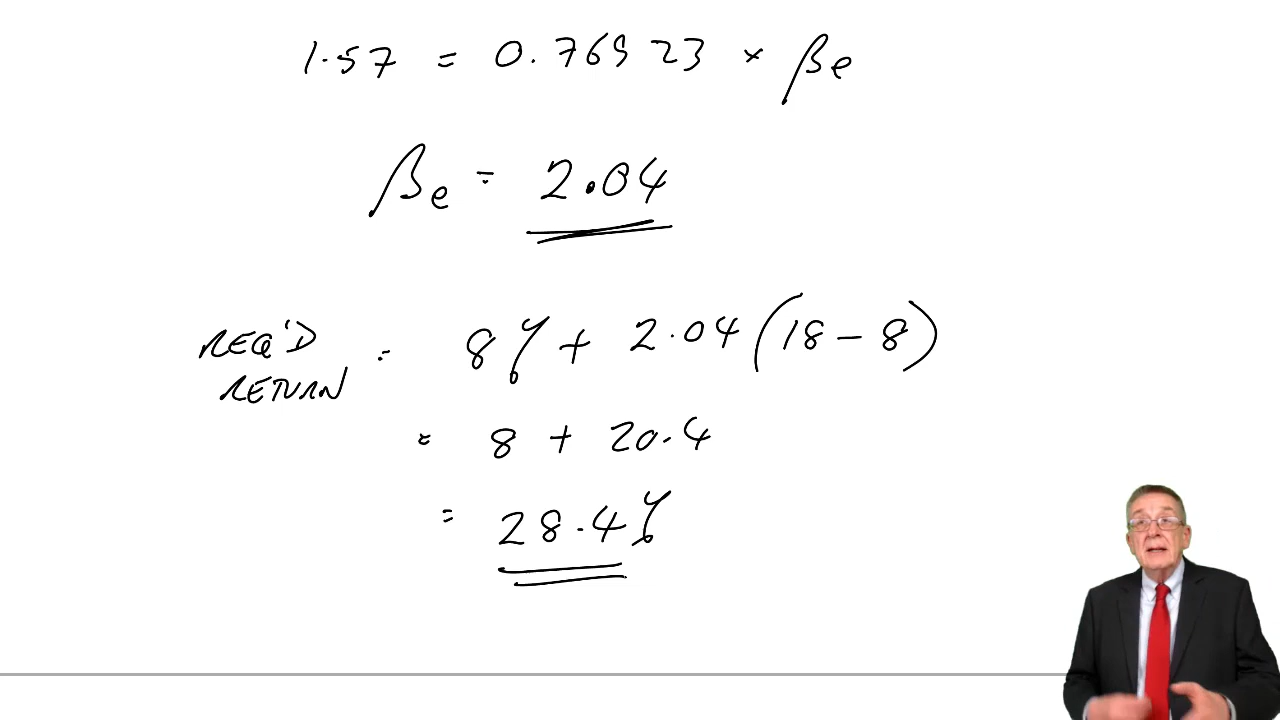 1.57 = 0.76923 × βe
βe = 2.04
REQ'D
RETURN = 8% + 2.04 (18 – 8)
= 8 + 20.4
= 28.4%